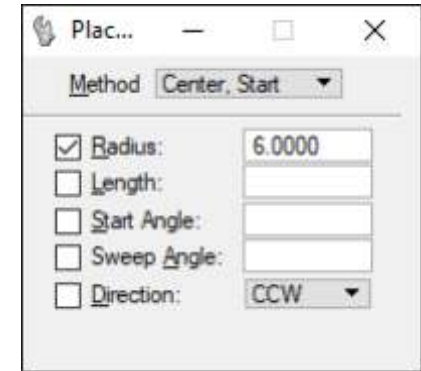 Plac...
Method Center, Start
Radius: 6.0000
Length:
Start Angle:
Sweep Angle:
Direction: CCW